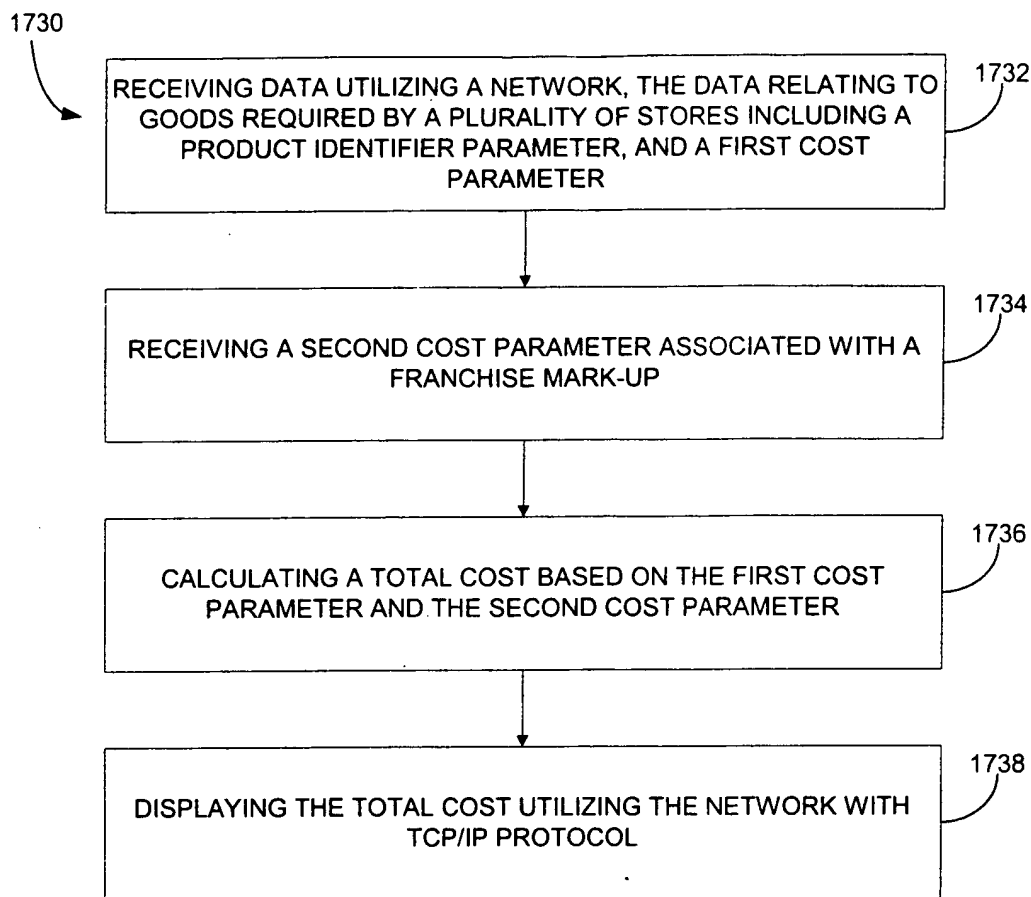 1730
1732
RECEIVING DATA UTILIZING A NETWORK, THE DATA RELATING TO
GOODS REQUIRED BY A PLURALITY OF STORES INCLUDING A
PRODUCT IDENTIFIER PARAMETER, AND A FIRST COST
PARAMETER
1734
RECEIVING A SECOND COST PARAMETER ASSOCIATED WITH A
FRANCHISE MARK-UP
1736
CALCULATING A TOTAL COST BASED ON THE FIRST COST
PARAMETER AND THE SECOND COST PARAMETER
1738
DISPLAYING THE TOTAL COST UTILIZING THE NETWORK WITH
TCP/IP PROTOCOL